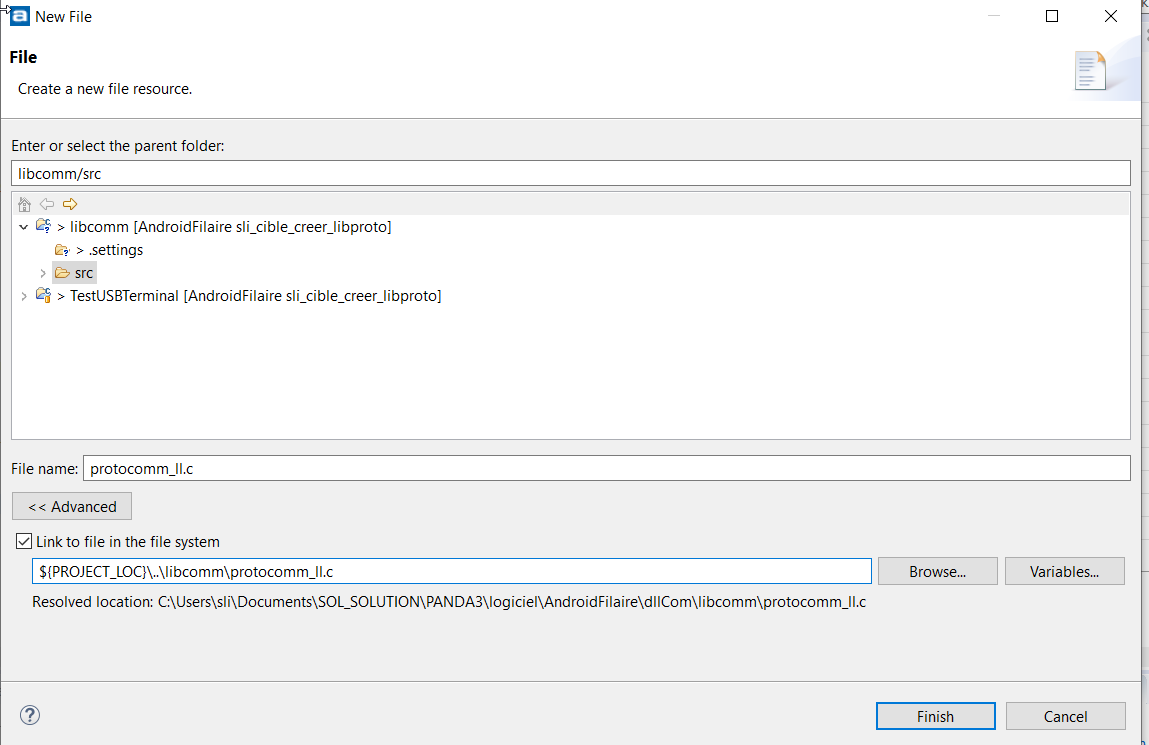 New File
File
Create a new file resource.
Enter or select the parent folder:
libcomm/src
> libcomm [AndroidFilaire sli_cible_creer_libproto]
> .settings
src
> TestUSBTerminal [AndroidFilaire sli_cible_creer_libproto]
File name: protocomm_ll.c
<< Advanced
Link to file in the file system
${PROJECT_LOC}\..\libcomm\protocomm_ll.c Browse... Variables...
Resolved location: C:\Users\sli\Documents\SOL_SOLUTION\PANDA3\logiciel\AndroidFilaire\dllCom\libcomm\protocomm_ll.c
Finish Cancel